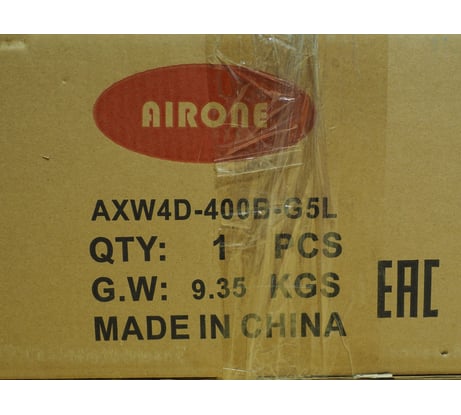 AIRONE
AXW4D-400B-G5L
QTY: 1 PCS
G.W: 9.35 KGS
MADE IN CHINA
EAC